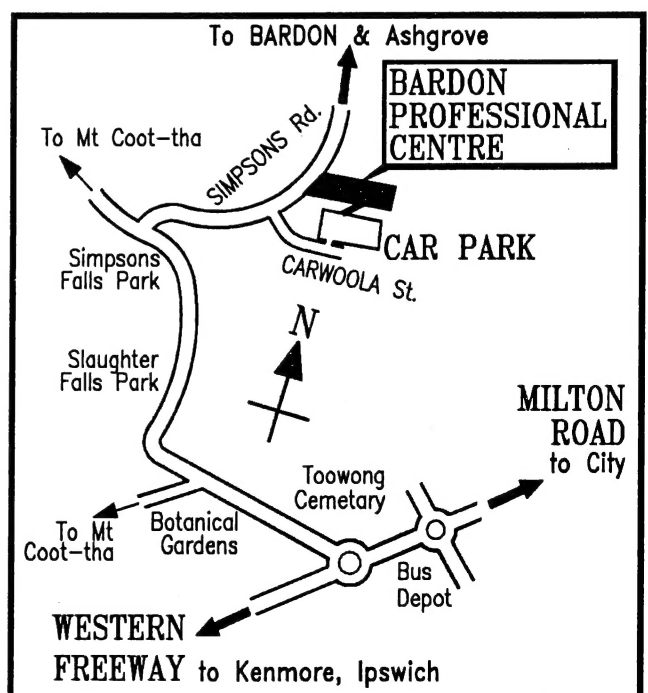 To BARDON & Ashgrove
BARDON
PROFESSIONAL
CENTRE
To Mt Coot-tha
SIMPSONS Rd.
Simpsons
Falls Park
CAR PARK
CARWOOLA St.
N
Slaughter
Falls Park
MILTON
ROAD
to City
Toowong
Cemetary
To Mt
Coot-tha
Botanical
Gardens
Bus
Depot
WESTERN
FREEWAY to Kenmore, Ipswich